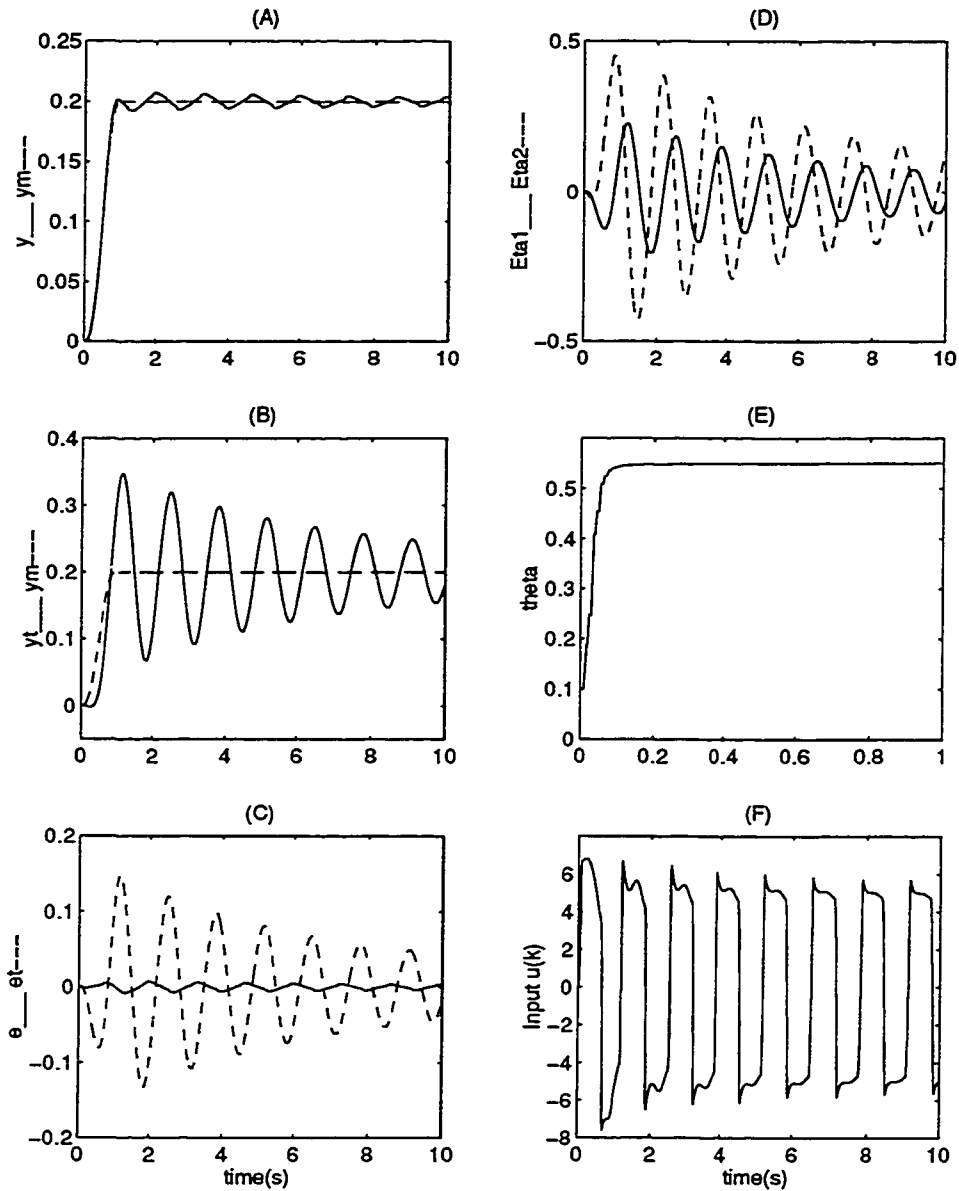 (A)
0.25
0.2
0.15
0.1
0.05
0
y___ ym---
0 2 4 6 8 10
(D)
0.5
0
-0.5
Eta1___ Eta2---
0 2 4 6 8 10
(B)
0.4
0.3
0.2
0.1
0
yt___ ym---
0 2 4 6 8 10
(E)
0.5
0.4
0.3
0.2
0.1
0
theta
0 0.2 0.4 0.6 0.8 1
(C)
0.2
0.1
0
-0.1
-0.2
e___ et---
0 2 4 6 8 10
time(s)
(F)
6
4
2
0
-2
-4
-6
-8
Input u(k)
0 2 4 6 8 10
time(s)